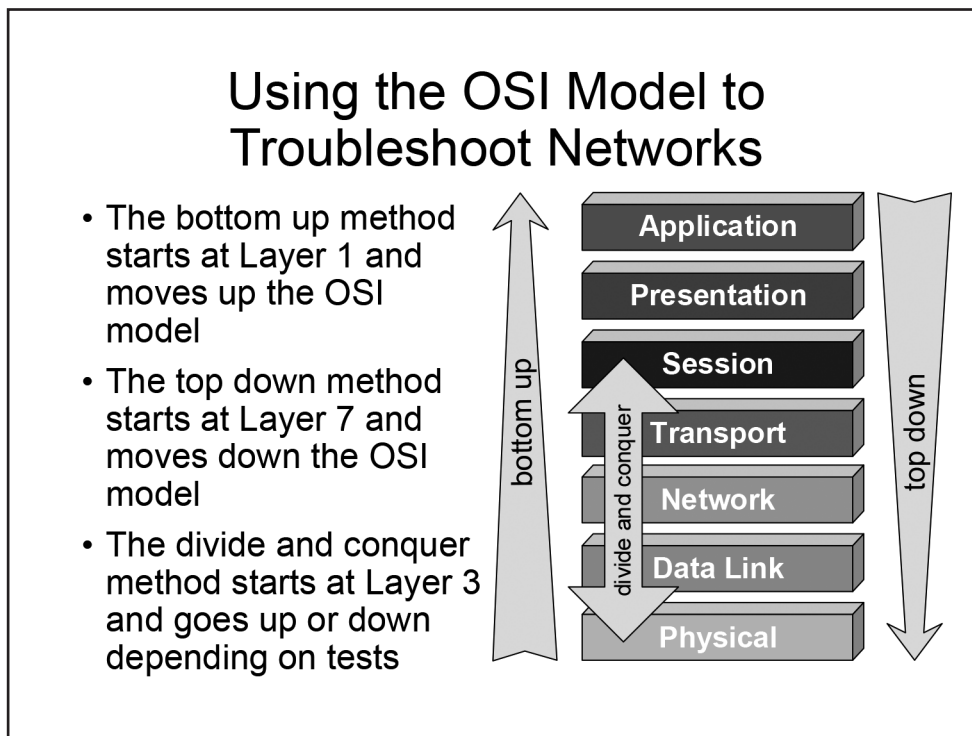 Using the OSI Model to
Troubleshoot Networks
• The bottom up method
starts at Layer 1 and
moves up the OSI
model
• The top down method
starts at Layer 7 and
moves down the OSI
model
• The divide and conquer
method starts at Layer 3
and goes up or down
depending on tests
bottom up
Application
Presentation
Session
Transport
Network
Data Link
Physical
divide and conquer
top down